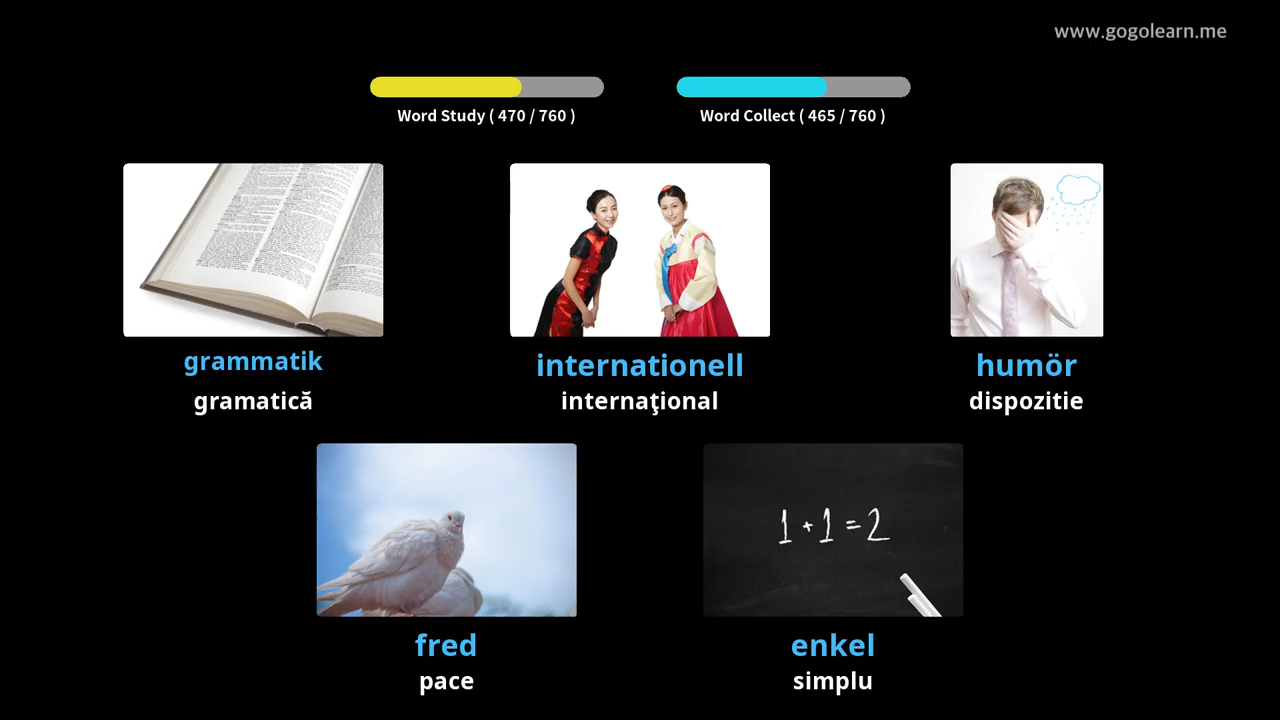 www.gogolearn.me
Word Study ( 470 / 760 )
Word Collect ( 465 / 760 )
grammatik
gramatică
internationell
internaţional
humör
dispozitie
1 + 1 = 2
fred
pace
enkel
simplu